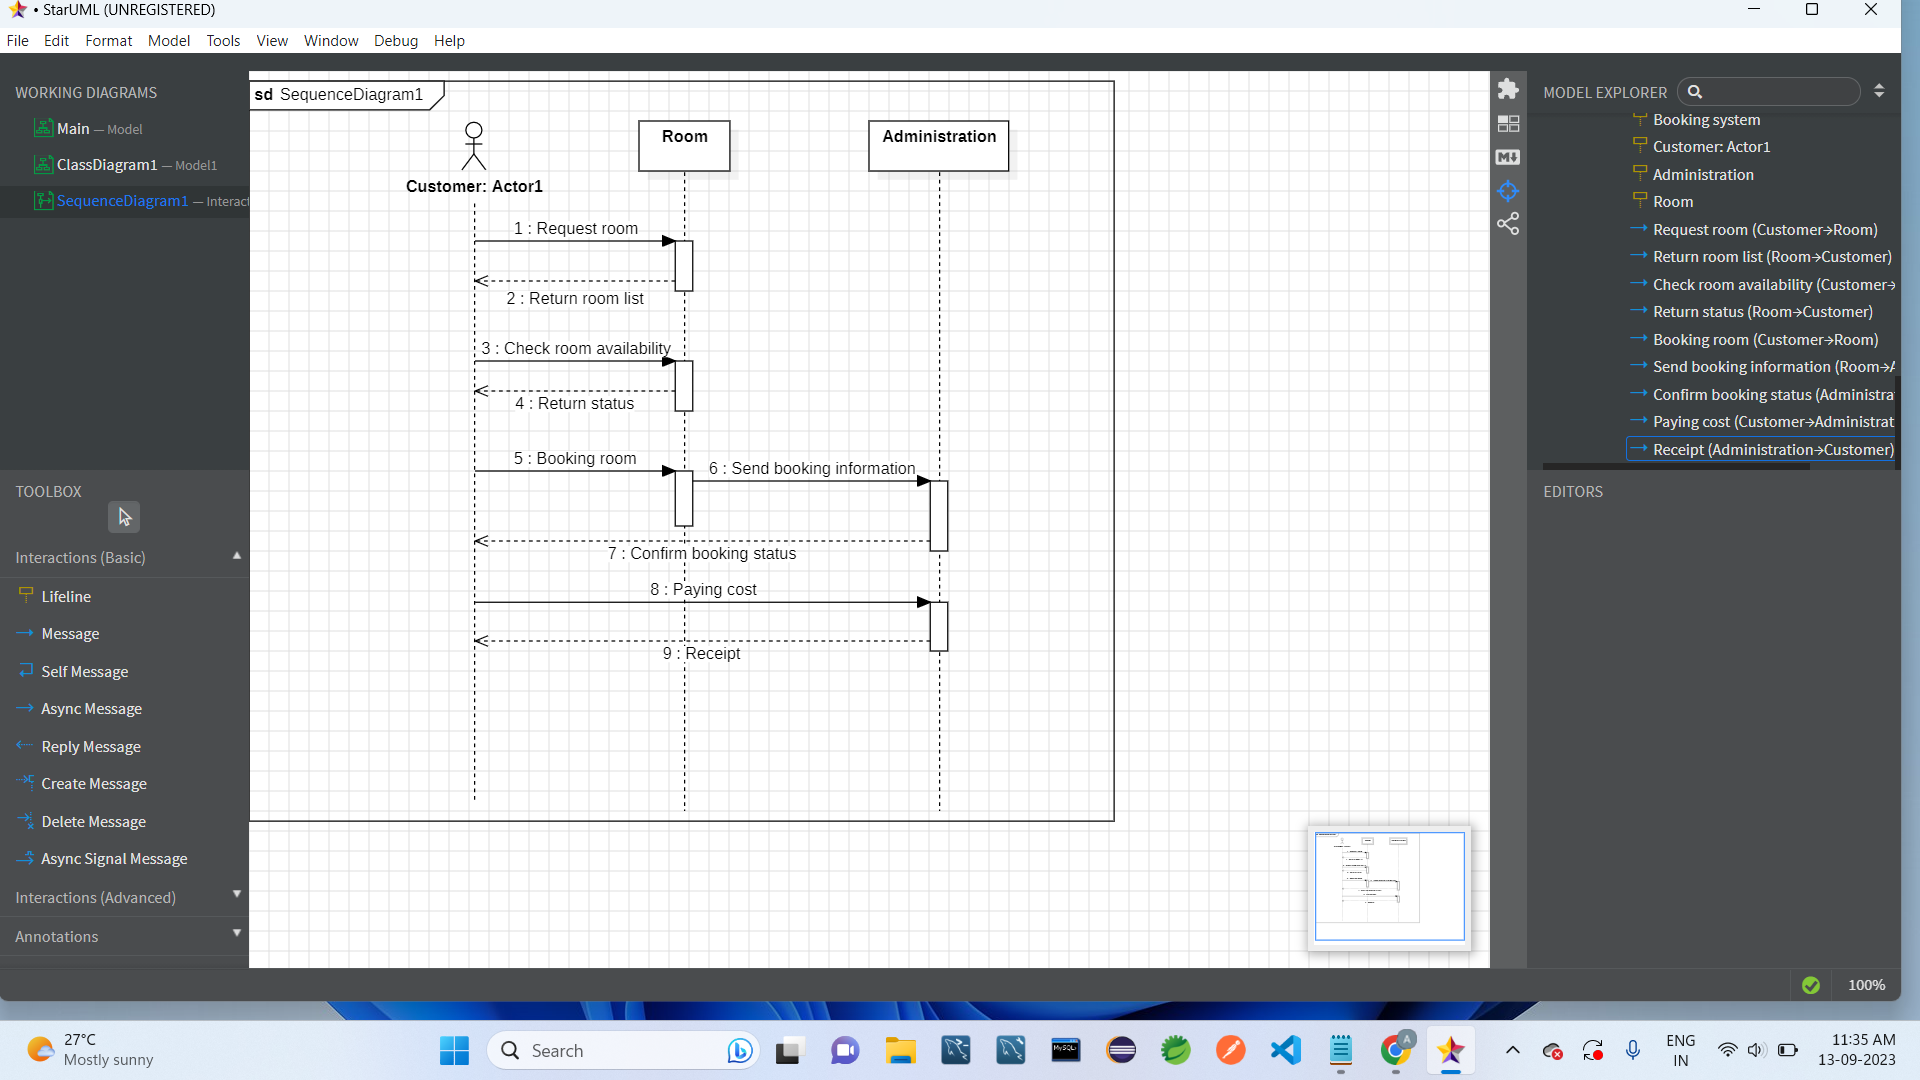 • StarUML (UNREGISTERED)
File Edit Format Model Tools View Window Debug Help
WORKING DIAGRAMS
Main — Model
ClassDiagram1 — Model1
SequenceDiagram1 — Interact
TOOLBOX
Interactions (Basic)
Lifeline
Message
Self Message
Async Message
Reply Message
Create Message
Delete Message
Async Signal Message
Interactions (Advanced)
Annotations
sd SequenceDiagram1
Customer: Actor1
Room
Administration
1 : Request room
2 : Return room list
3 : Check room availability
4 : Return status
5 : Booking room
6 : Send booking information
7 : Confirm booking status
8 : Paying cost
9 : Receipt
MODEL EXPLORER
Booking system
Customer: Actor1
Administration
Room
Request room (Customer→Room)
Return room list (Room→Customer)
Check room availability (Customer→
Return status (Room→Customer)
Booking room (Customer→Room)
Send booking information (Room→A
Confirm booking status (Administra
Paying cost (Customer→Administrat
Receipt (Administration→Customer)
EDITORS
100%
27°C
Mostly sunny
Search
MySQL
A
ENG
IN
11:35 AM
13-09-2023